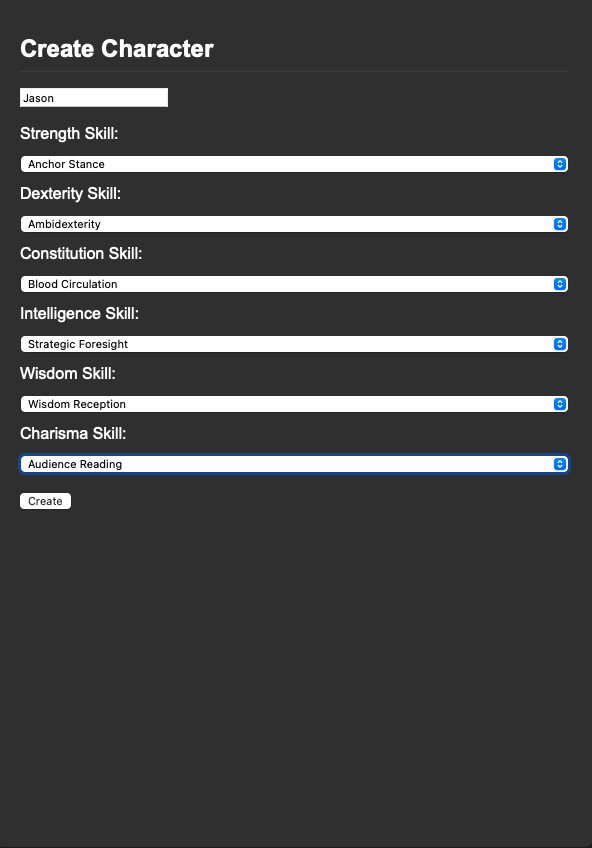 Create Character
Jason
Strength Skill:
Anchor Stance
Dexterity Skill:
Ambidexterity
Constitution Skill:
Blood Circulation
Intelligence Skill:
Strategic Foresight
Wisdom Skill:
Wisdom Reception
Charisma Skill:
Audience Reading
Create